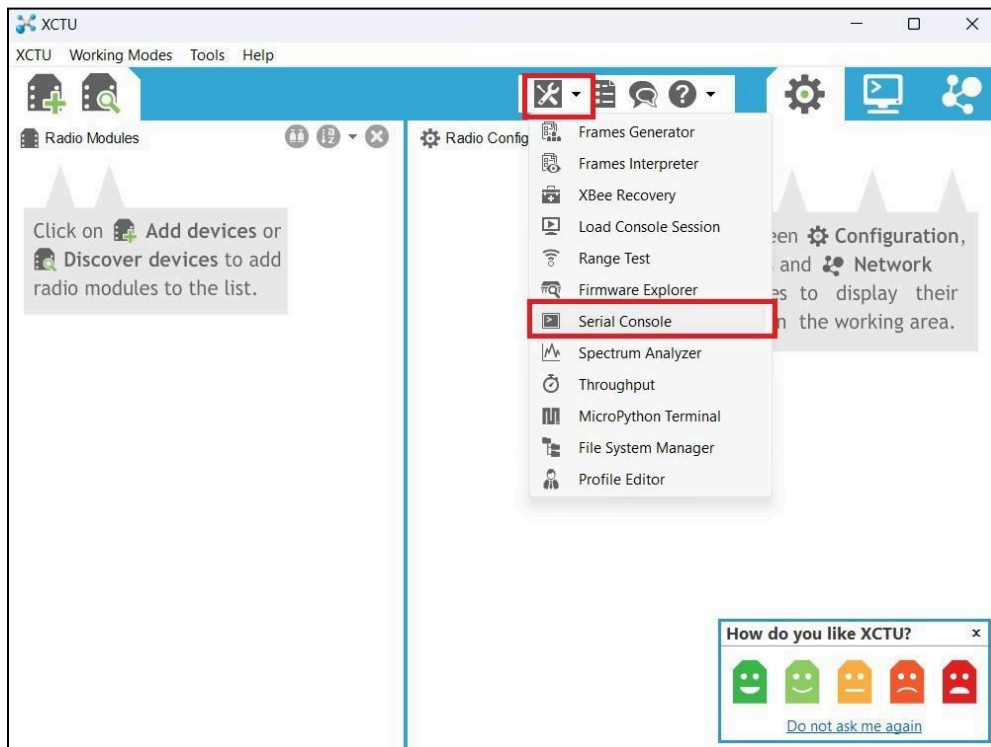 XCTU
XCTU Working Modes Tools Help
Radio Modules
Radio Config
Click on Add devices or
Discover devices to add
radio modules to the list.
Frames Generator
Frames Interpreter
XBee Recovery
Load Console Session
Range Test
Firmware Explorer
Serial Console
Spectrum Analyzer
Throughput
MicroPython Terminal
File System Manager
Profile Editor
Configuration,
and Network
to display their
the working area.
How do you like XCTU? x
Do not ask me again